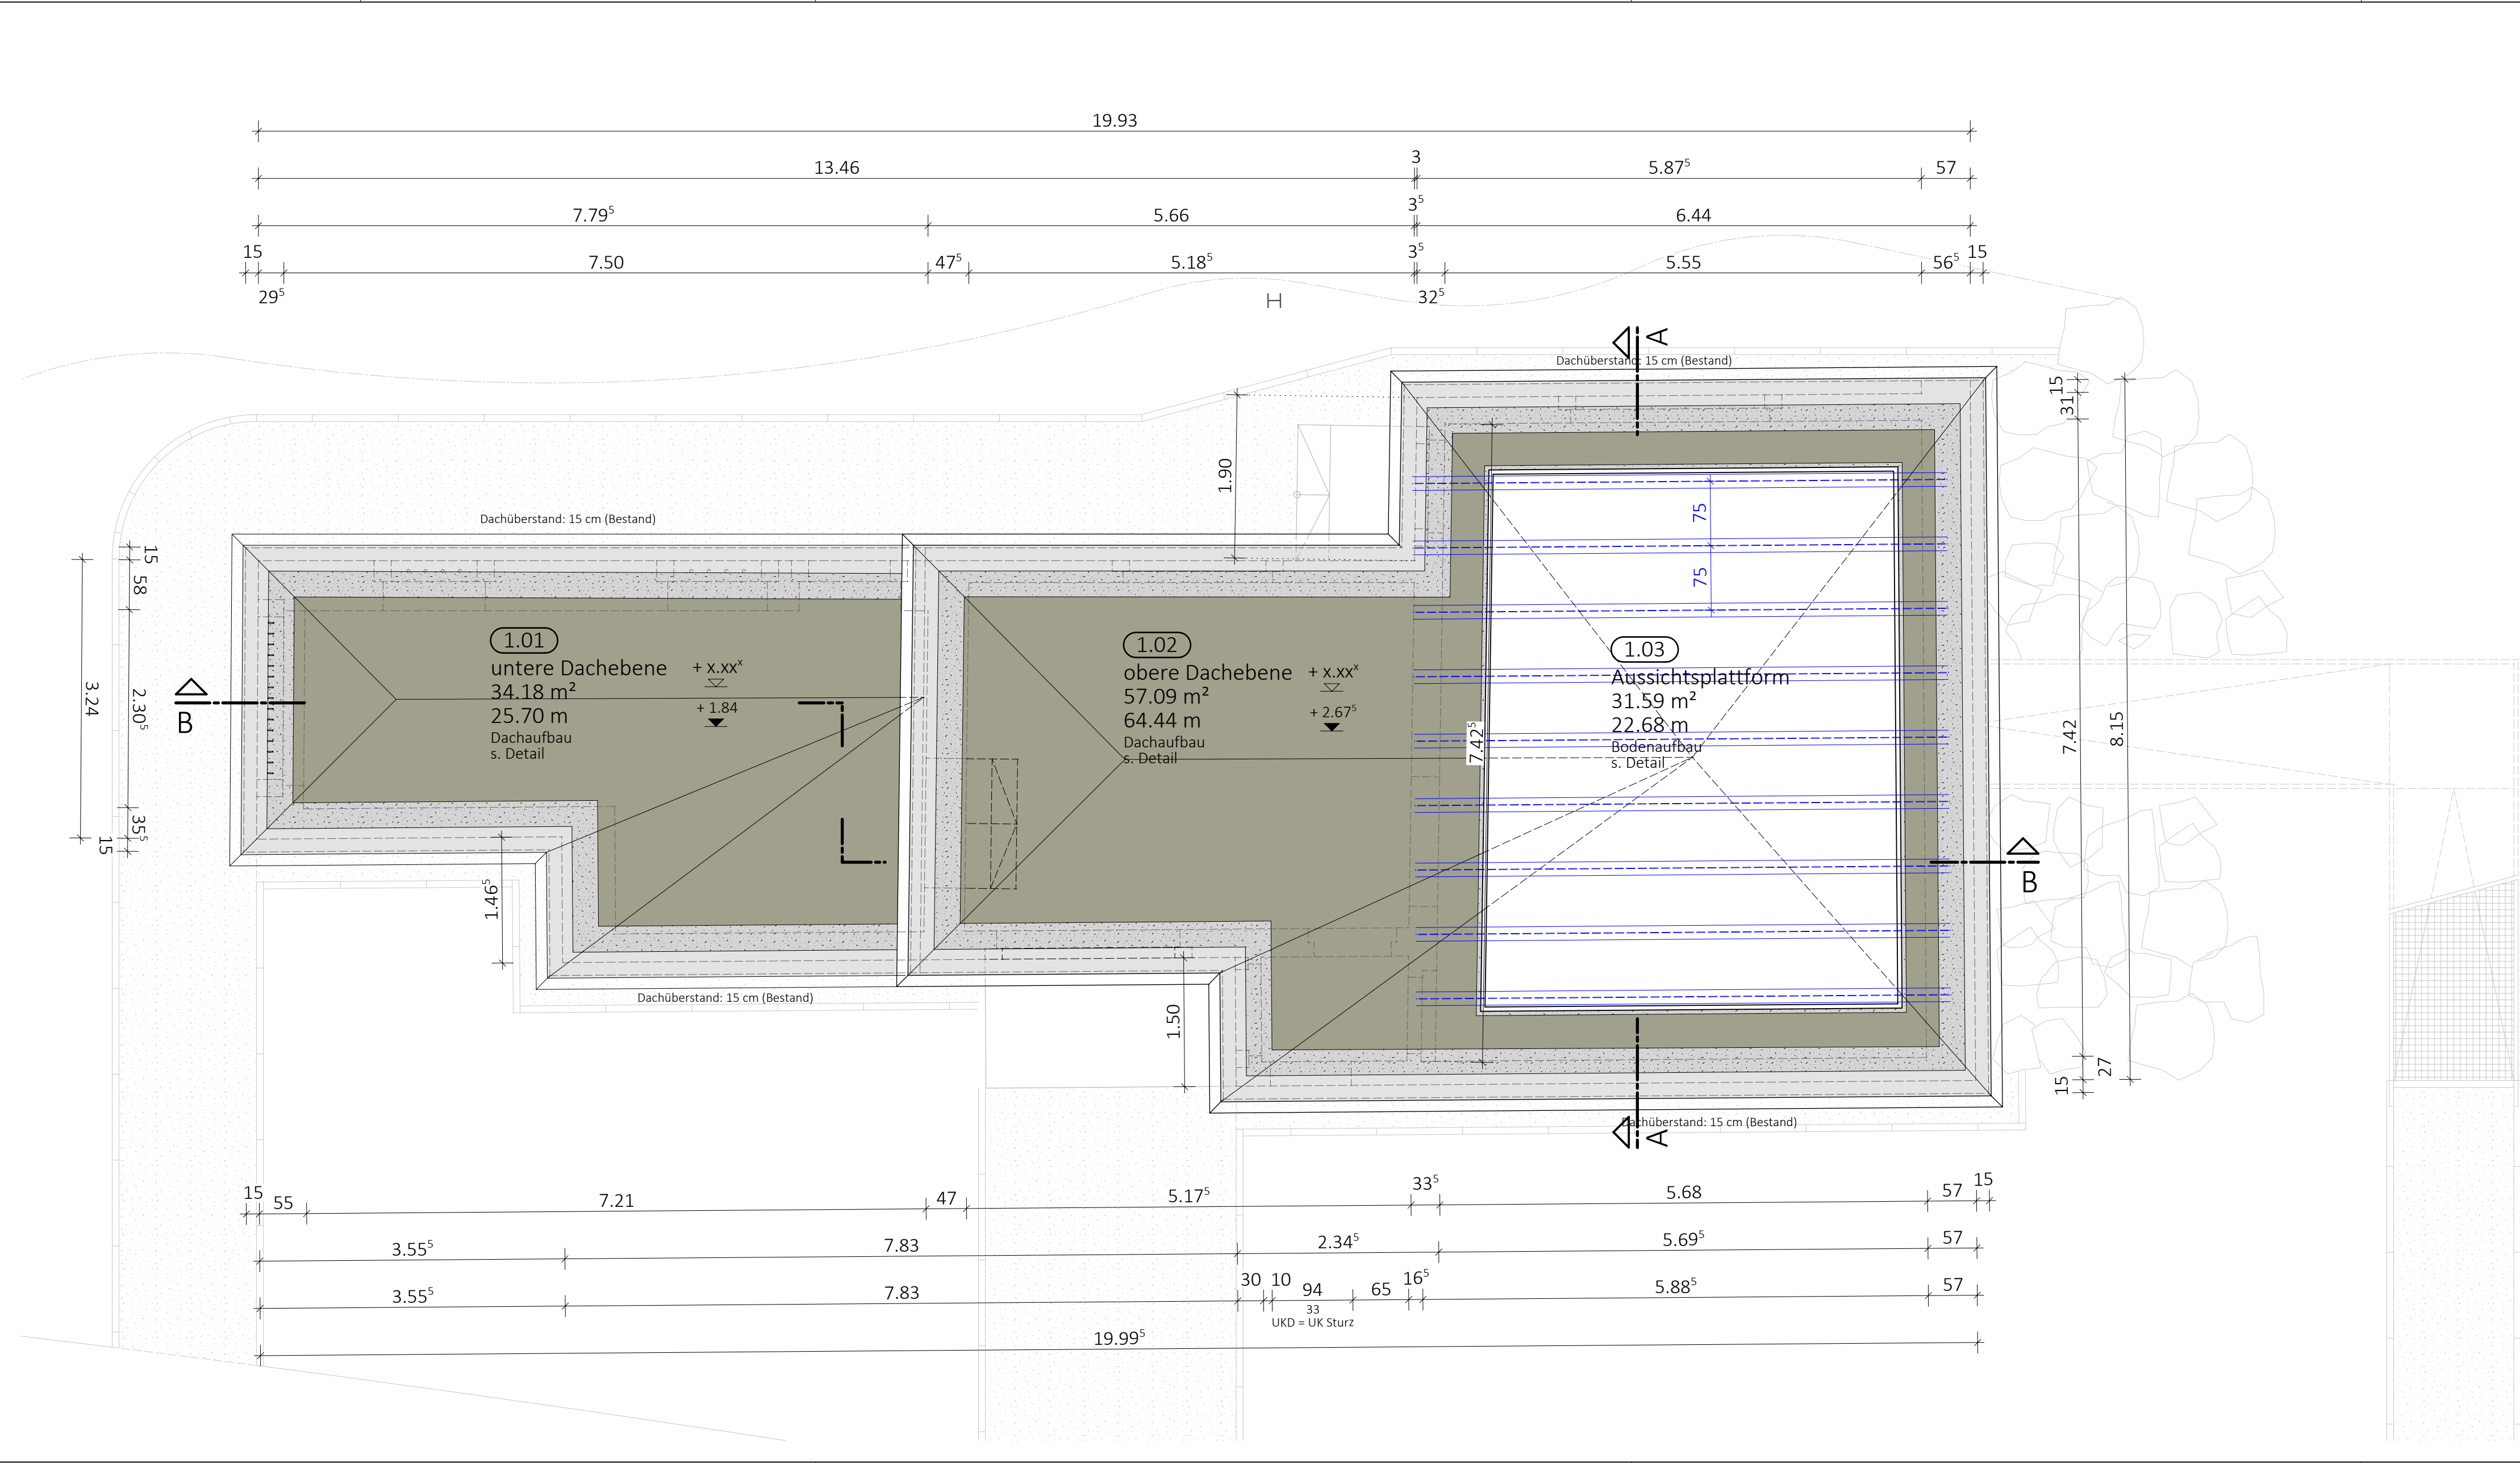 19.93
13.46 3 5.87⁵ 57
7.79⁵ 5.66 3⁵ 6.44
15 7.50 47⁵ 5.18⁵ 3⁵ 5.55 56⁵ 15
29⁵ 32⁵
A
Dachüberstand: 15 cm (Bestand)
15
31
1.90
Dachüberstand: 15 cm (Bestand)
75
15
58
75
3.24
2.30⁵
35⁵
15
B
1.01
untere Dachebene
34.18 m²
25.70 m
Dachaufbau
s. Detail
+ x.xxˣ
+ 1.84
1.02
obere Dachebene
57.09 m²
64.44 m
Dachaufbau
s. Detail
+ x.xxˣ
+ 2.67⁵
1.03
Aussichtsplattform
31.59 m²
22.68 m
Bodenaufbau
s. Detail
7.42⁵
7.42
8.15
B
1.46⁵
Dachüberstand: 15 cm (Bestand)
1.50
27
15
Dachüberstand: 15 cm (Bestand)
A
15 55 7.21 47 5.17⁵ 33⁵ 5.68 57 15
3.55⁵ 7.83 2.34⁵ 5.69⁵ 57
3.55⁵ 7.83 30 10 94 65 16⁵ 5.88⁵ 57
33
UKD = UK Sturz
19.99⁵